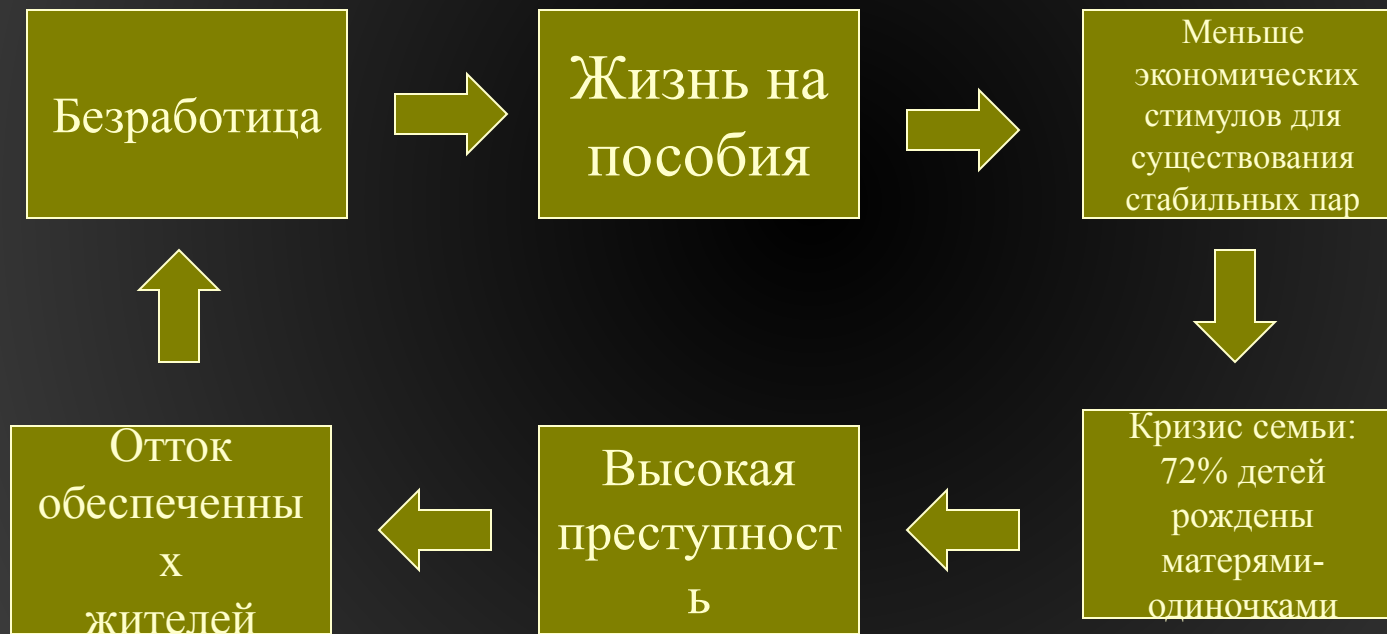 Безработица
Жизнь на
пособия
Меньше
экономических
стимулов для
существования
стабильных пар
Кризис семьи:
72% детей
рождены
матерями-
одиночками
Высокая
преступност
ь
Отток
обеспеченны
х
жителей